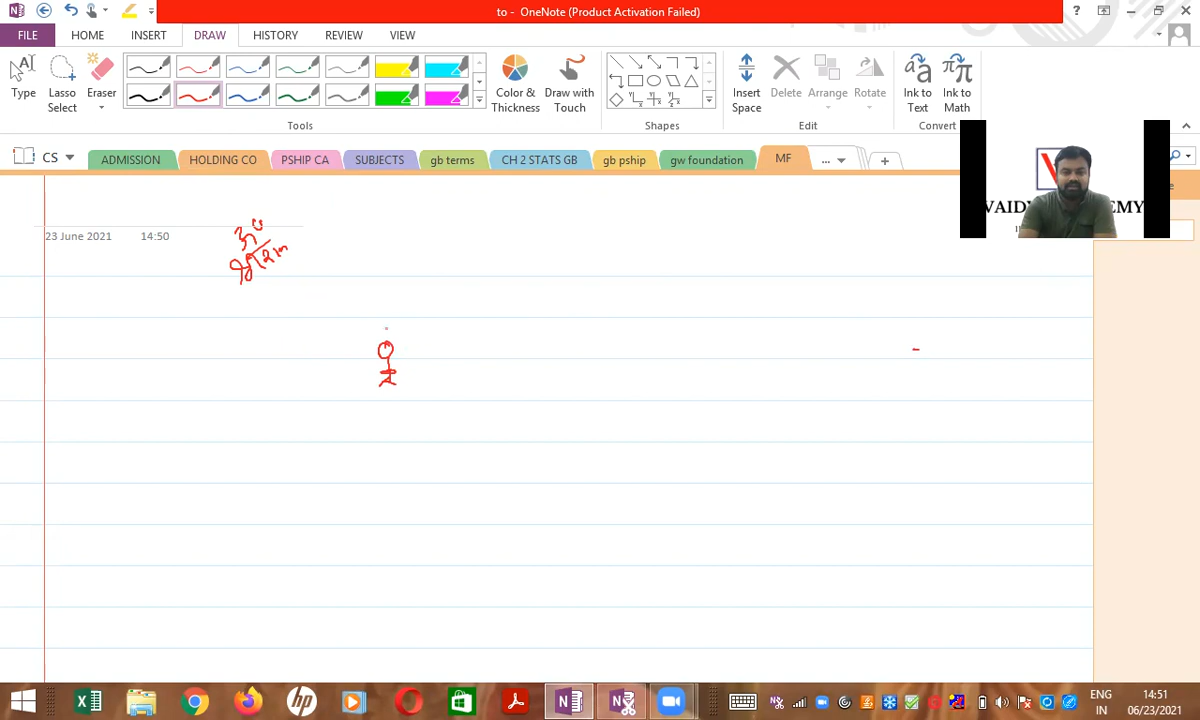 to - OneNote (Product Activation Failed)
?
FILE
HOME
INSERT
DRAW
HISTORY
REVIEW
VIEW
Type
Lasso Select
Eraser
Color & Thickness
Draw with Touch
Insert Space
Delete
Arrange
Rotate
Ink to Text
Ink to Math
Tools
Shapes
Edit
Convert
CS
ADMISSION
HOLDING CO
PSHIP CA
SUBJECTS
gb terms
CH 2 STATS GB
gb pship
gw foundation
MF
...
+
23 June 2021
14:50
ENG
IN
14:51
06/23/2021